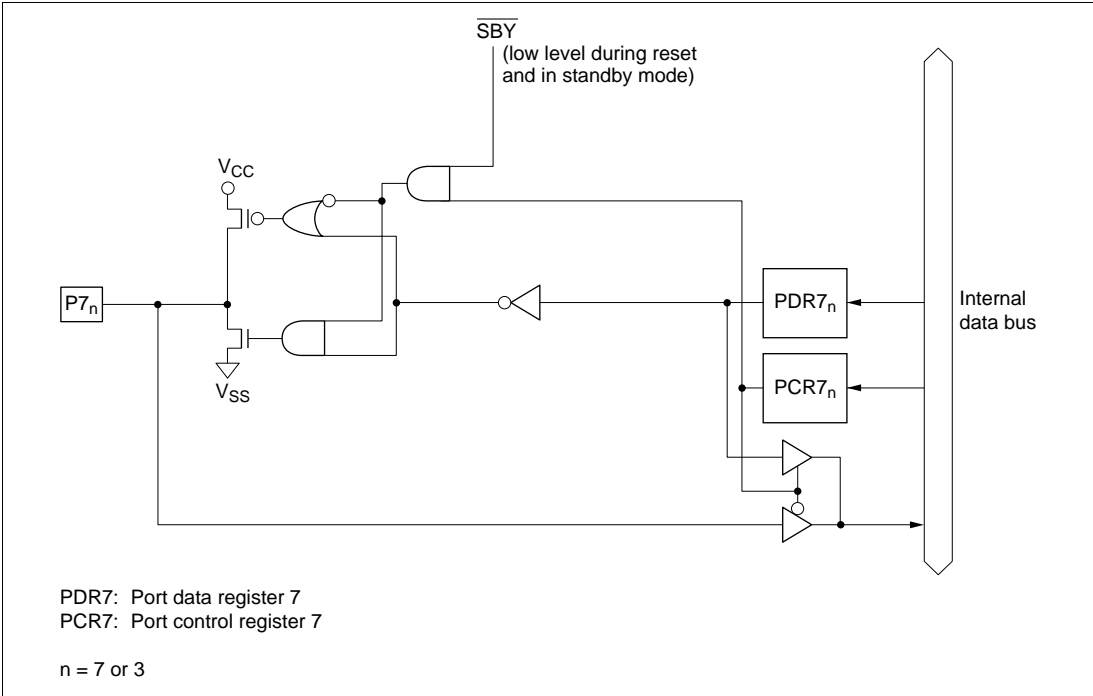 SBY
(low level during reset
and in standby mode)
VCC
P7n
VSS
PDR7n
PCR7n
Internal
data bus
PDR7: Port data register 7
PCR7: Port control register 7
n = 7 or 3